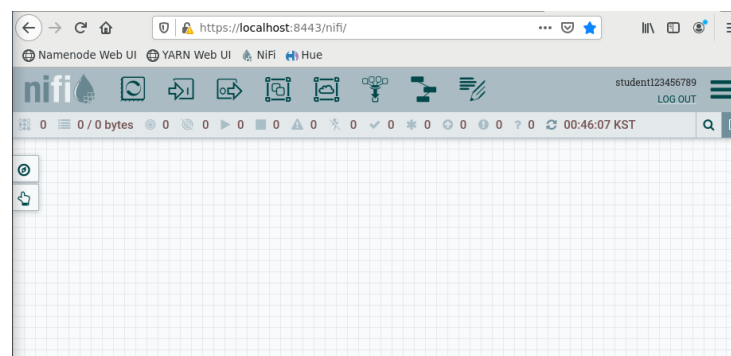 https://localhost:8443/nifi/
Namenode Web UI YARN Web UI NiFi Hue
nifi
student123456789
LOG OUT
0 0 / 0 bytes 0 0 0 0 0 0 0 0 0 0 ? 0 00:46:07 KST